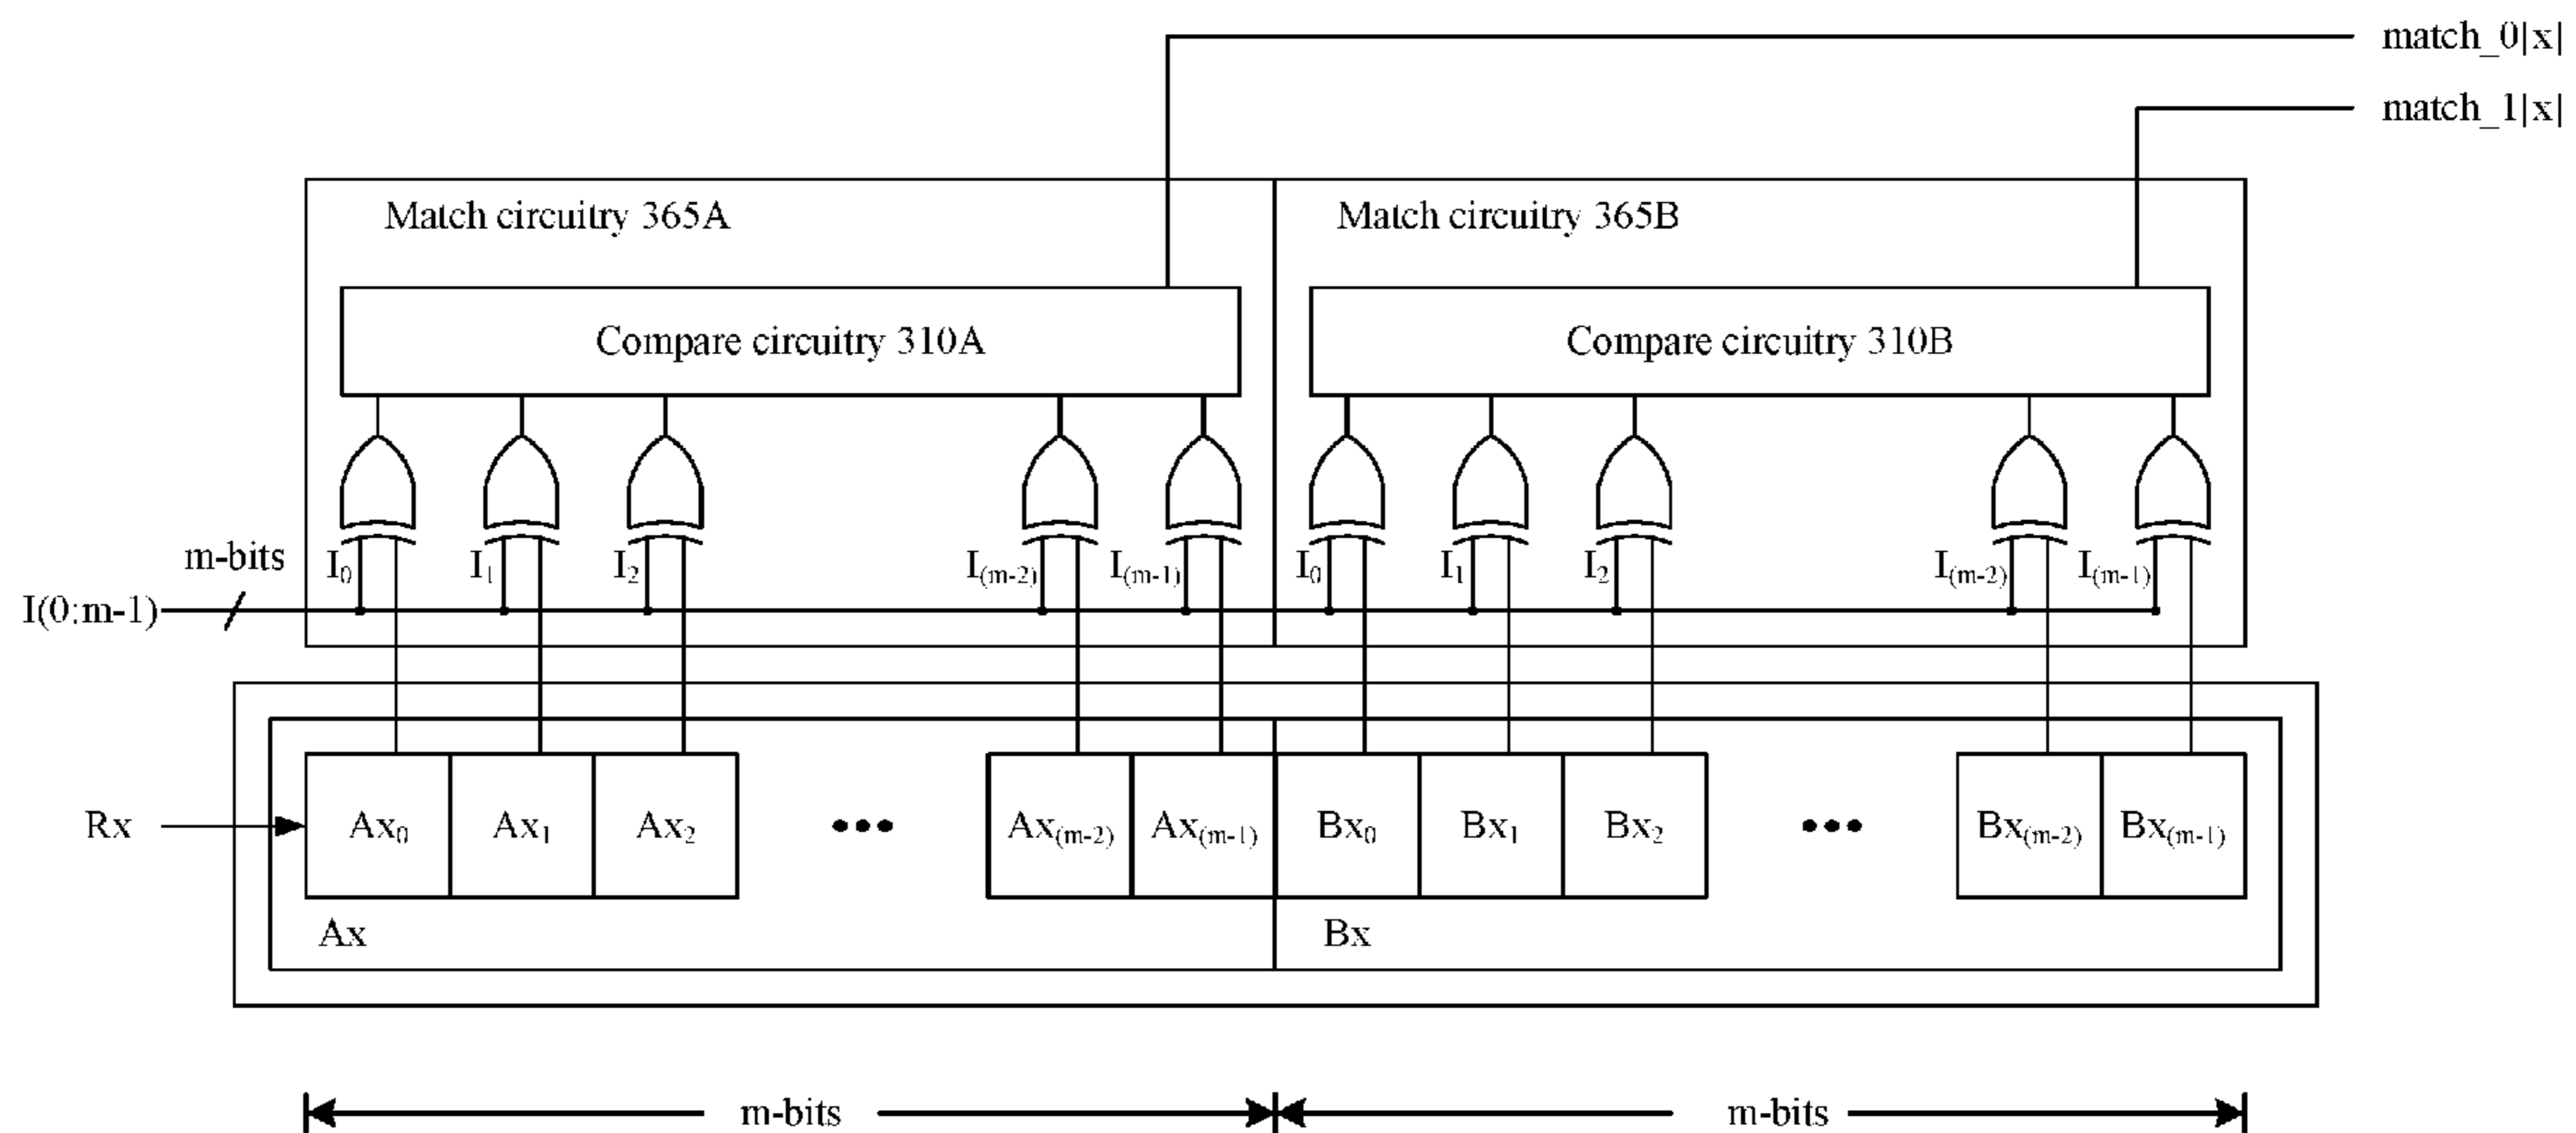 match_0|x|
match_1|x|
Match circuitry 365A
Match circuitry 365B
Compare circuitry 310A
Compare circuitry 310B
m-bits
I(0:m-1)
I₀ I₁ I₂ I₍ₘ₋₂₎ I₍ₘ₋₁₎ I₀ I₁ I₂ I₍ₘ₋₂₎ I₍ₘ₋₁₎
Rx
Ax₀ Ax₁ Ax₂ ••• Ax₍ₘ₋₂₎ Ax₍ₘ₋₁₎ Bx₀ Bx₁ Bx₂ ••• Bx₍ₘ₋₂₎ Bx₍ₘ₋₁₎
Ax
Bx
m-bits
m-bits